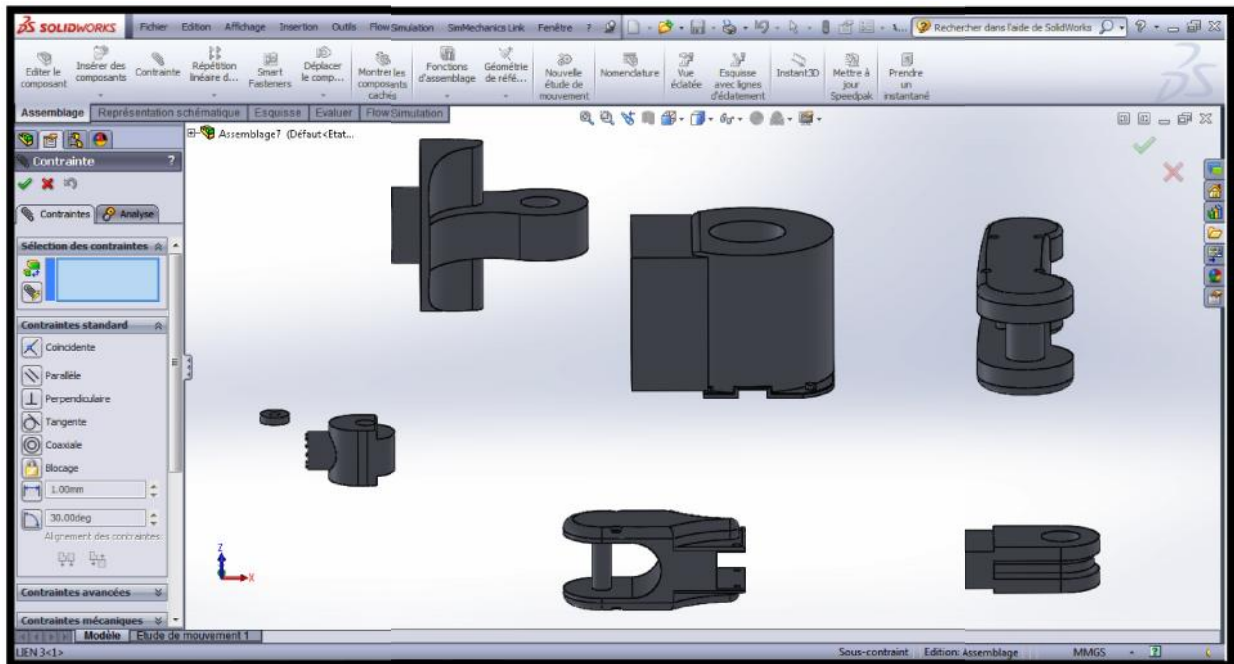 SOLIDWORKS Fichier Edition Affichage Insertion Outils Flow Simulation SimMechanics Link Fenêtre ? Rechercher dans l'aide de SolidWorks
Editer le composant
Insérer des composants
Contrainte
Répétition linéaire d...
Smart Fasteners
Déplacer le comp...
Montrer les composants cachés
Fonctions d'assemblage
Géométrie de référ...
Nouvelle étude de mouvement
Nomenclature
Vue éclatée
Esquisse avec lignes d'éclatement
Instant3D
Mettre à jour Speedpak
Prendre un instantané
Assemblage Représentation schématique Esquisse Evaluer Flow Simulation
Assemblage7 (Défaut<Etat...
Contrainte ?
Contraintes Analyse
Sélection des contraintes
Contraintes standard
Coïncidente
Parallèle
Perpendiculaire
Tangente
Coaxiale
Blocage
1.00mm
30.00deg
Alignement des contraintes:
Contraintes avancées
Contraintes mécaniques
Z
X
Modèle Etude de mouvement 1
LIEN 3<1> Sous-contraint Edition: Assemblage MMGS